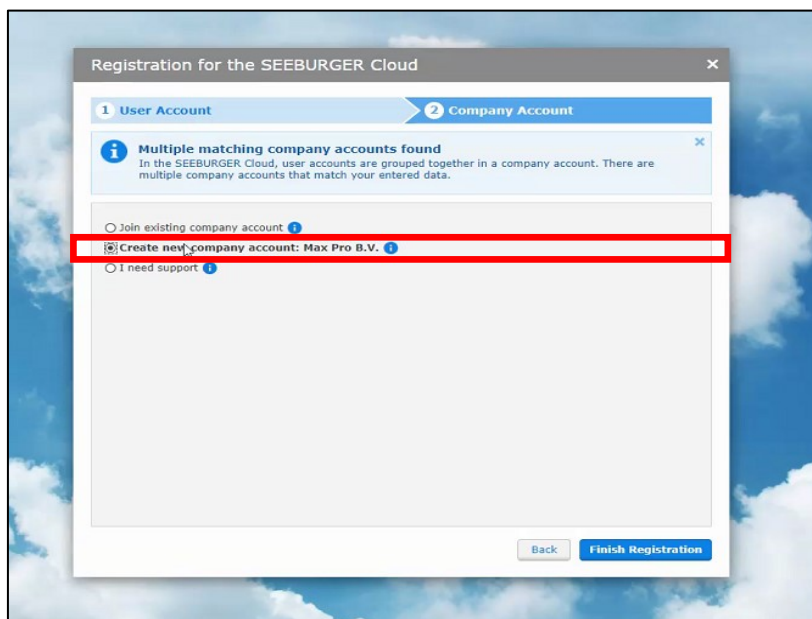 Registration for the SEEBURGER Cloud
1 User Account
2 Company Account
Multiple matching company accounts found
In the SEEBURGER Cloud, user accounts are grouped together in a company account. There are
multiple company accounts that match your entered data.
Join existing company account
Create new company account: Max Pro B.V.
I need support
Back
Finish Registration